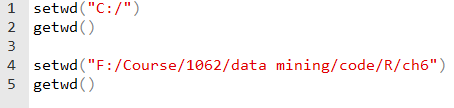 1 setwd("C:/")
2 getwd()
3
4 setwd("F:/Course/1062/data mining/code/R/ch6")
5 getwd()